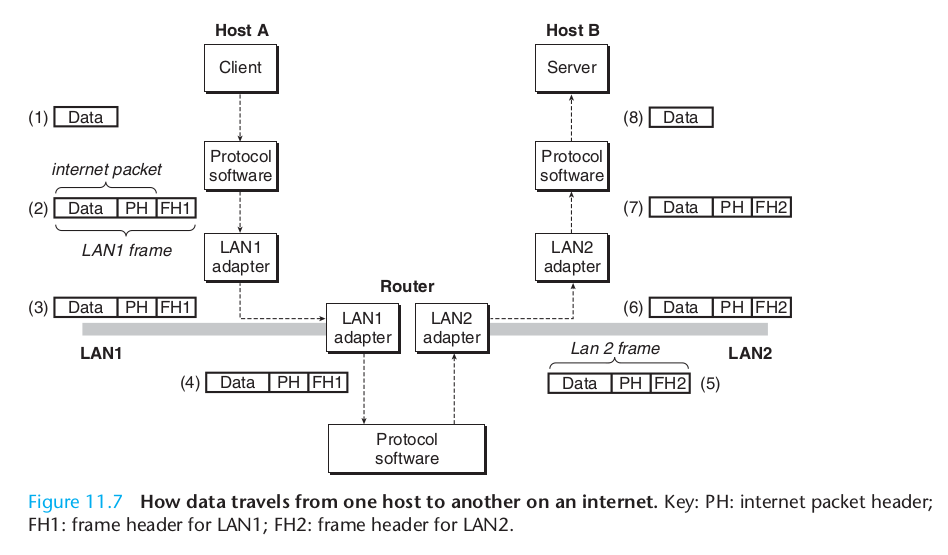 Host A
Host B
Client
Server
(1) Data
(8) Data
Protocol
software
Protocol
software
internet packet
(2) Data PH FH1
LAN1 frame
(7) Data PH FH2
LAN1
adapter
LAN2
adapter
Router
(3) Data PH FH1
(6) Data PH FH2
LAN1
adapter
LAN2
adapter
LAN1
LAN2
Lan 2 frame
(4) Data PH FH1
Data PH FH2 (5)
Protocol
software
Figure 11.7 How data travels from one host to another on an internet. Key: PH: internet packet header;
FH1: frame header for LAN1; FH2: frame header for LAN2.